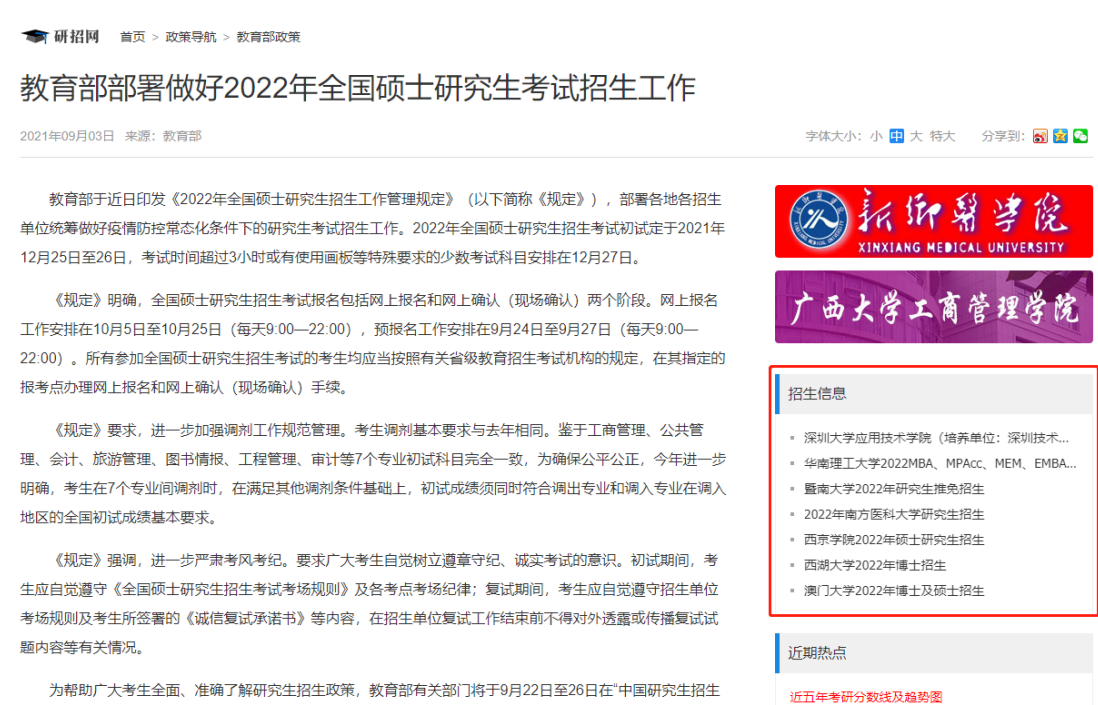 研招网 首页 > 政策导航 > 教育部政策
教育部部署做好2022年全国硕士研究生考试招生工作
2021年09月03日 来源：教育部
字体大小：小 中 大 特大 分享到：
教育部于近日印发《2022年全国硕士研究生招生工作管理规定》（以下简称《规定》），部署各地各招生
单位统筹做好疫情防控常态化条件下的研究生考试招生工作。2022年全国硕士研究生招生考试初试定于2021年
12月25日至26日，考试时间超过3小时或有使用画板等特殊要求的少数考试科目安排在12月27日。
《规定》明确，全国硕士研究生招生考试报名包括网上报名和网上确认（现场确认）两个阶段。网上报名
工作安排在10月5日至10月25日（每天9:00—22:00），预报名工作安排在9月24日至9月27日（每天9:00—
22:00）。所有参加全国硕士研究生招生考试的考生均应当按照有关省级教育招生考试机构的规定，在其指定的
报考点办理网上报名和网上确认（现场确认）手续。
《规定》要求，进一步加强调剂工作规范管理。考生调剂基本要求与去年相同。鉴于工商管理、公共管
理、会计、旅游管理、图书情报、工程管理、审计等7个专业初试科目完全一致，为确保公平公正，今年进一步
明确，考生在7个专业间调剂时，在满足其他调剂条件基础上，初试成绩须同时符合调出专业和调入专业在调入
地区的全国初试成绩基本要求。
《规定》强调，进一步严肃考风考纪。要求广大考生自觉树立遵章守纪、诚实考试的意识。初试期间，考
生应自觉遵守《全国硕士研究生招生考试考场规则》及各考点考场纪律；复试期间，考生应自觉遵守招生单位
考场规则及考生所签署的《诚信复试承诺书》等内容，在招生单位复试工作结束前不得对外透露或传播复试试
题内容等有关情况。
为帮助广大考生全面、准确了解研究生招生政策，教育部有关部门将于9月22日至26日在“中国研究生招生
新乡医学院
XINXIANG MEDICAL UNIVERSITY
广西大学工商管理学院
招生信息
深圳大学应用技术学院（培养单位：深圳技术...
华南理工大学2022MBA、MPAcc、MEM、EMBA...
暨南大学2022年研究生推免招生
2022年南方医科大学研究生招生
西京学院2022年硕士研究生招生
西湖大学2022年博士招生
澳门大学2022年博士及硕士招生
近期热点
近五年考研分数线及趋势图